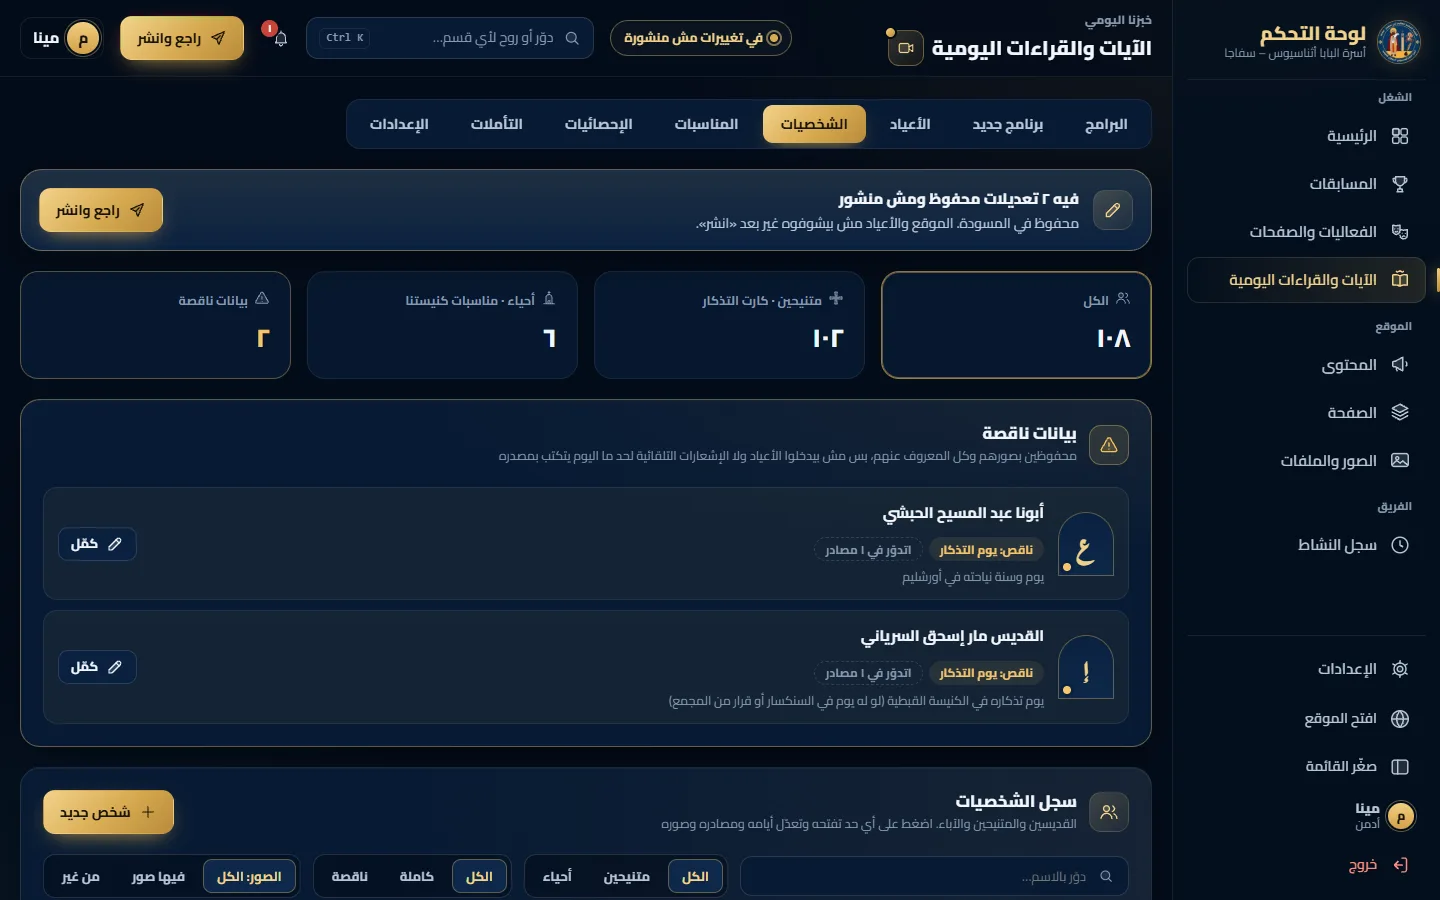 لوحة التحكم
أسرة البابا أثناسيوس – سفاجا
الشغل
الرئيسية
المسابقات
الفعاليات والصفحات
الآيات والقراءات اليومية
الموقع
المحتوى
الصفحة
الصور والملفات
الفريق
سجل النشاط
الإعدادات
افتح الموقع
صغّر القائمة
م
مينا
أدمن
خروج
خبزنا اليومي
الآيات والقراءات اليومية
في تغييرات مش منشورة
دوّر أو روح لأي قسم...
Ctrl K
١
راجع وانشر
م
مينا
البرامج
برنامج جديد
الأعياد
الشخصيات
المناسبات
الإحصائيات
التأملات
الإعدادات
فيه ٢ تعديلات محفوظ ومش منشور
محفوظ في المسودة. الموقع والأعياد مش بيشوفوه غير بعد «انشر».
راجع وانشر
الكل
١٠٨
متنيحين · كارت التذكار
١٠٢
أحياء · مناسبات كنيستنا
٦
بيانات ناقصة
٢
بيانات ناقصة
محفوظين بصورهم وكل المعروف عنهم، بس مش بيدخلوا الأعياد ولا الإشعارات التلقائية لحد ما اليوم يتكتب بمصدره
ع
أبونا عبد المسيح الحبشي
ناقص: يوم التذكار
اتدوّر في ١ مصادر
يوم وسنة نياحته في أورشليم
كمّل
إ
القديس مار إسحق السرياني
ناقص: يوم التذكار
اتدوّر في ١ مصادر
يوم تذكاره في الكنيسة القبطية (لو له يوم في السنكسار أو قرار من المجمع)
كمّل
سجل الشخصيات
القديسين والمتنيحين والآباء. اضغط على أي حد تفتحه وتعدّل أيامه ومصادره وصوره
شخص جديد
دوّر بالاسم...
الكل
متنيحين
أحياء
الكل
كاملة
ناقصة
الصور: الكل
فيها صور
من غير